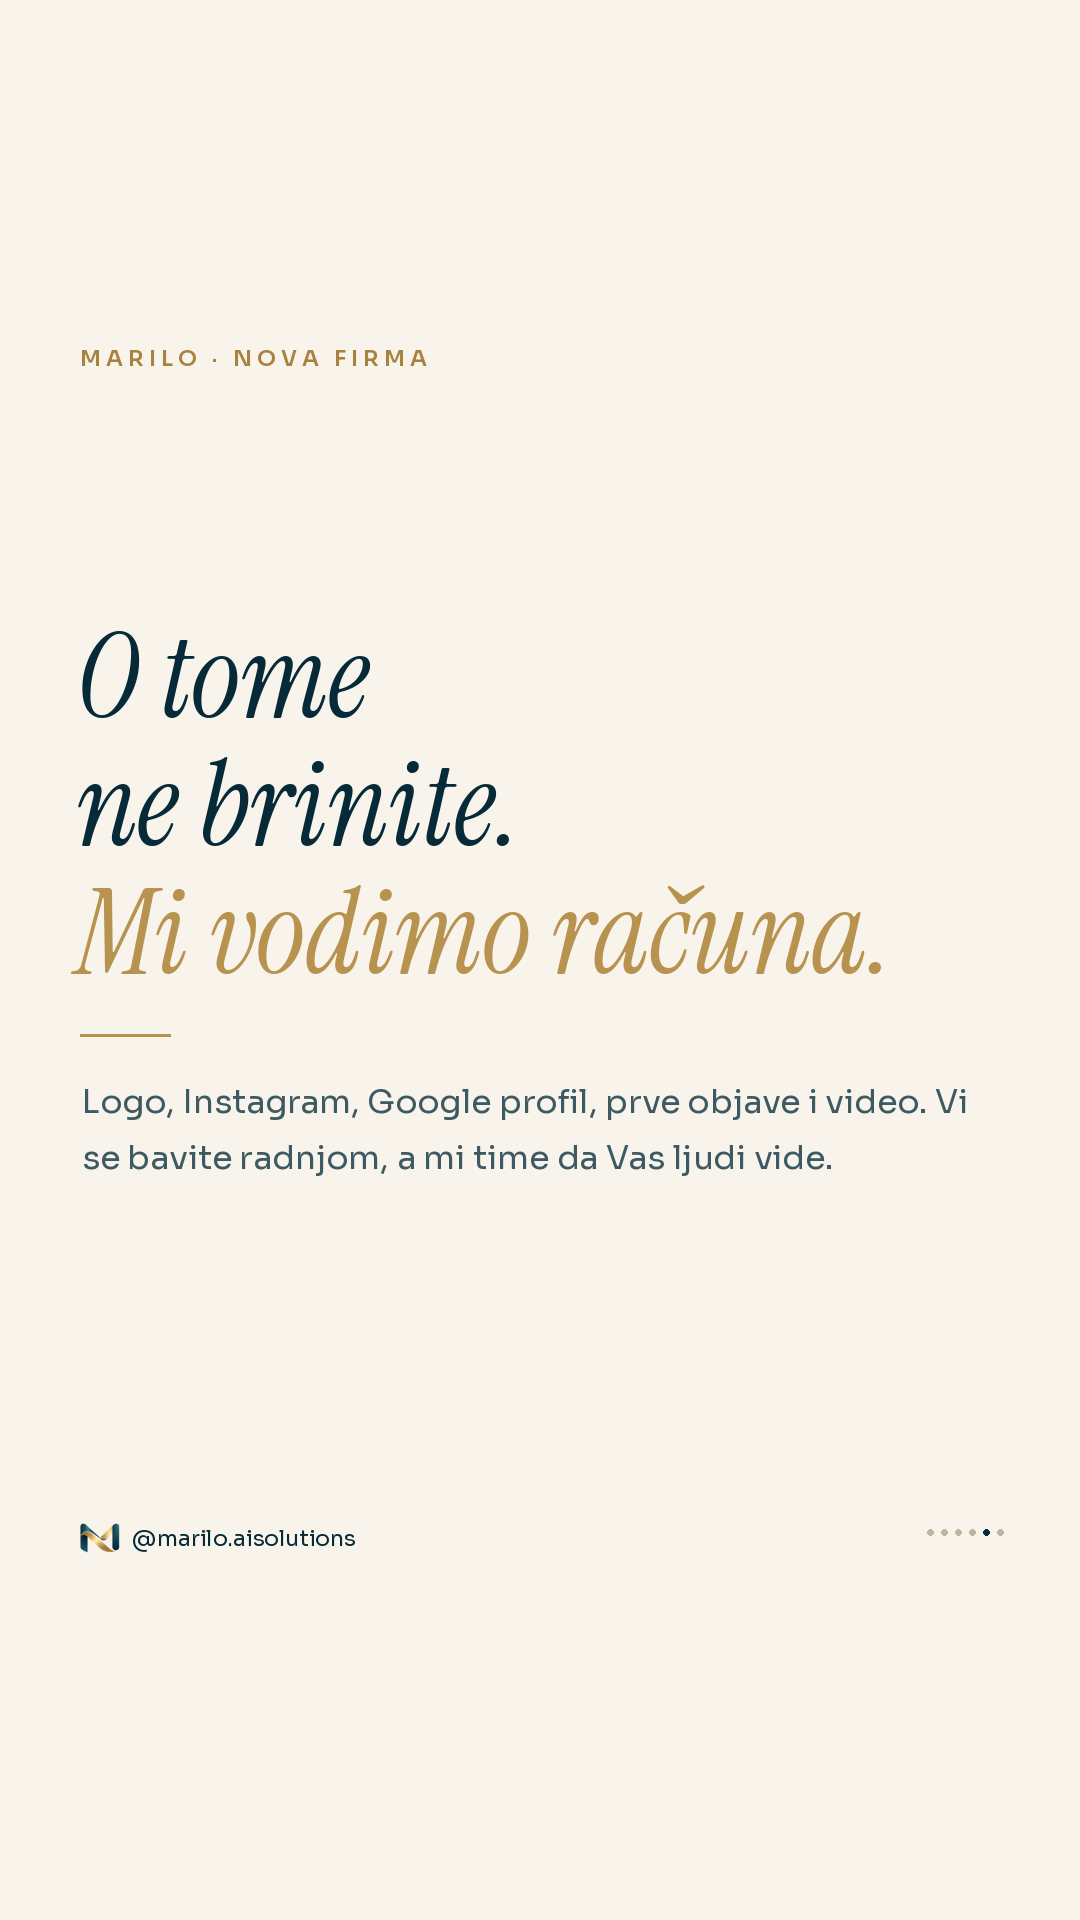 MARILO · NOVA FIRMA
O tome
ne brinite.
Mi vodimo računa.
Logo, Instagram, Google profil, prve objave i video. Vi
se bavite radnjom, a mi time da Vas ljudi vide.
@marilo.aisolutions